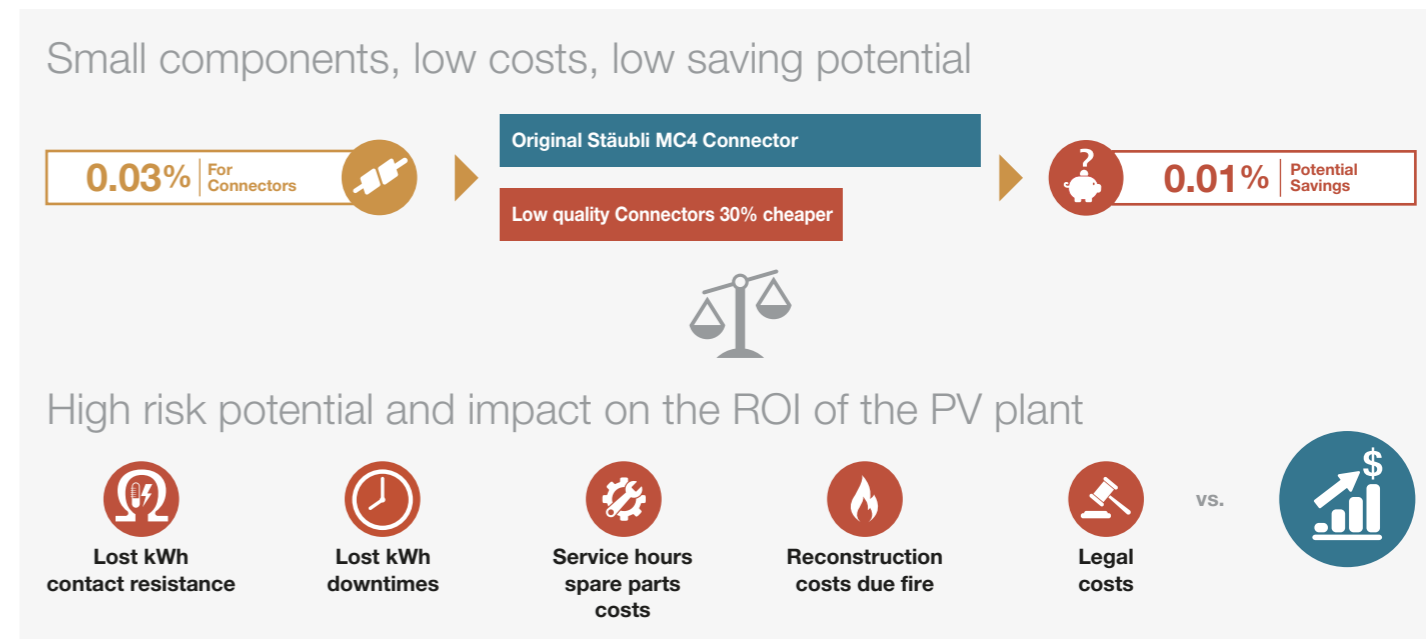 Small components, low costs, low saving potential
0.03% For
Connectors
Original Stäubli MC4 Connector
Low quality Connectors 30% cheaper
?
0.01% Potential
Savings
High risk potential and impact on the ROI of the PV plant
Lost kWh
contact resistance
Lost kWh
downtimes
Service hours
spare parts
costs
Reconstruction
costs due fire
Legal
costs
vs.
$